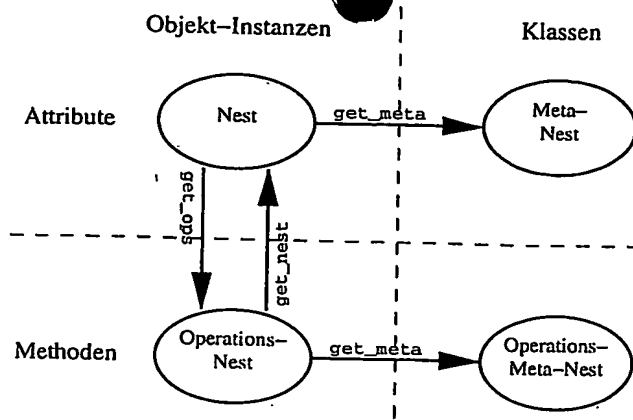 Objekt–Instanzen
Klassen
Attribute
Nest
get_meta
Meta–
Nest
get_ops
get_nest
Methoden
Operations–
Nest
get_meta
Operations–
Meta–Nest